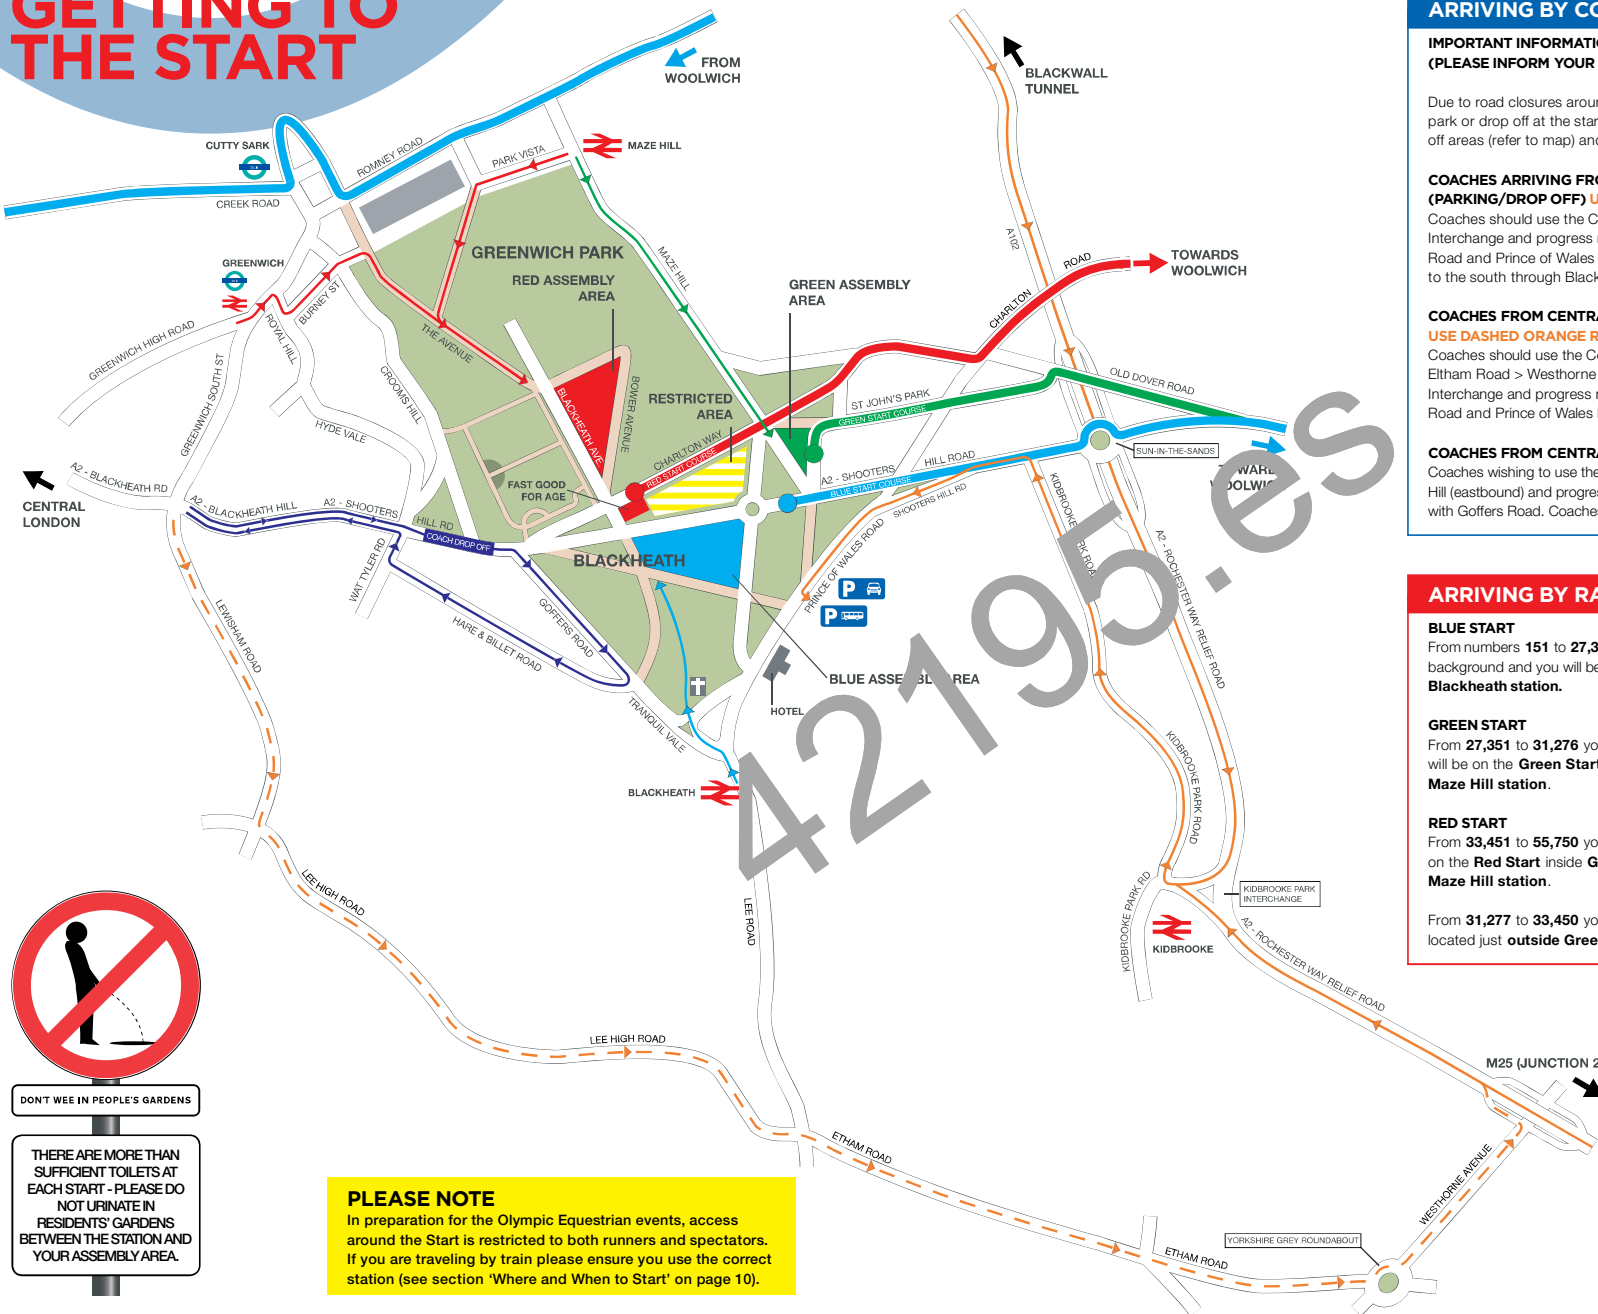 GETTING TO
THE START
FROM
WOOLWICH
BLACKWALL
TUNNEL
CUTTY SARK
ROMNEY ROAD
PARK VISTA
MAZE HILL
CREEK ROAD
GREENWICH PARK
RED ASSEMBLY
AREA
MAZE HILL
A102
ROAD
TOWARDS
WOOLWICH
GREENWICH
GREEN ASSEMBLY
AREA
CHARLTON
BURNEY ST
ROYAL HILL
GREENWICH HIGH ROAD
THE AVENUE
GREENWICH SOUTH ST
CROOMS HILL
BLACKHEATH AVE
BOWER AVENUE
RESTRICTED
AREA
ST JOHN'S PARK
GREEN START COURSE
OLD DOVER ROAD
HYDE VALE
CHARLTON WAY
RED START COURSE
SUN-IN-THE-SANDS
A2 - BLACKHEATH RD
CENTRAL
LONDON
FAST GOOD
FOR AGE
A2 - SHOOTERS
HILL ROAD
BLUE START COURSE
SHOOTERS HILL RD
A2 - BLACKHEATH HILL
A2 - SHOOTERS
HILL RD
COACH DROP OFF
BLACKHEATH
WAT TYLER RD
GOFFERS ROAD
HARE & BILLET ROAD
PRINCE OF WALES ROAD
P
P
A2 - ROCHESTER WAY RELIEF ROAD
LEWISHAM ROAD
HOTEL
TRANQUIL VALE
BLACKHEATH
KIDBROOKE PARK ROAD
LEE HIGH ROAD
LEE ROAD
KIDBROOKE PARK RD
KIDBROOKE PARK
INTERCHANGE
KIDBROOKE
A2 - ROCHESTER WAY RELIEF ROAD
LEE HIGH ROAD
M25 (JUNCTION 2
ETHAM ROAD
WESTHORNE AVENUE
YORKSHIRE GREY ROUNDABOUT
ETHAM ROAD
42195.es
DON'T WEE IN PEOPLE'S GARDENS
THERE ARE MORE THAN
SUFFICIENT TOILETS AT
EACH START - PLEASE DO
NOT URINATE IN
RESIDENTS' GARDENS
BETWEEN THE STATION AND
YOUR ASSEMBLY AREA.
PLEASE NOTE
In preparation for the Olympic Equestrian events, access
around the Start is restricted to both runners and spectators.
If you are traveling by train please ensure you use the correct
station (see section 'Where and When to Start' on page 10).
ARRIVING BY CO
IMPORTANT INFORMATIO
(PLEASE INFORM YOUR
Due to road closures aroun
park or drop off at the star
off areas (refer to map) and
COACHES ARRIVING FRO
(PARKING/DROP OFF) U
Coaches should use the C
Interchange and progress n
Road and Prince of Wales
to the south through Black
COACHES FROM CENTRA
USE DASHED ORANGE R
Coaches should use the Co
Eltham Road > Westhorne
Interchange and progress n
Road and Prince of Wales
COACHES FROM CENTRA
Coaches wishing to use the
Hill (eastbound) and progres
with Goffers Road. Coaches
ARRIVING BY RA
BLUE START
From numbers 151 to 27,3
background and you will be
Blackheath station.
GREEN START
From 27,351 to 31,276 yo
will be on the Green Start
Maze Hill station.
RED START
From 33,451 to 55,750 yo
on the Red Start inside G
Maze Hill station.
From 31,277 to 33,450 yo
located just outside Gree